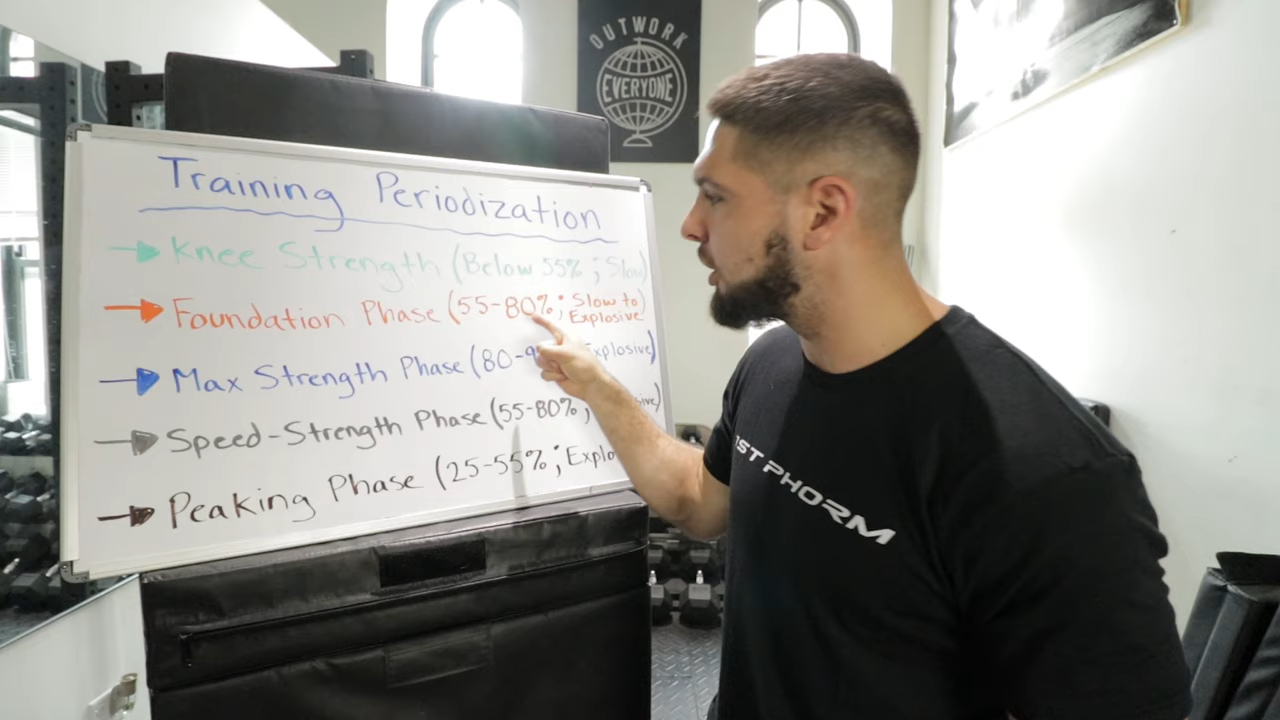 OUTWORK
EVERYONE
Training Periodization
Knee Strength (Below 55% ; Slow)
Foundation Phase (55-80% ; Slow to
Explosive)
Max Strength Phase (80-9 Explosive)
Speed-Strength Phase (55-80% ;
Peaking Phase (25-55% ; Explo
1ST PHORM